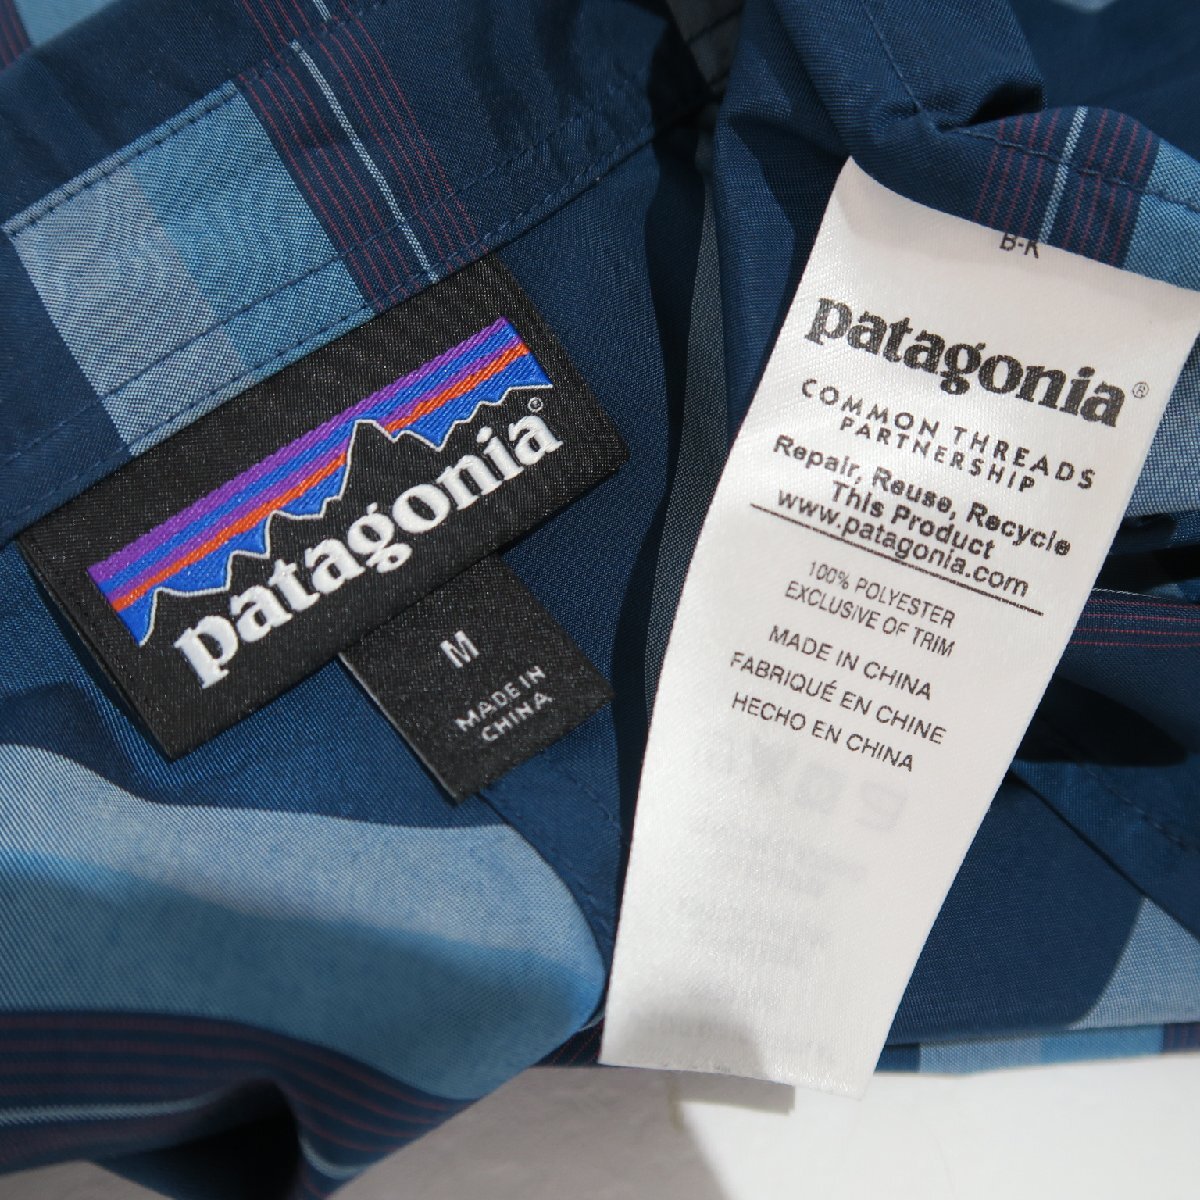 patagonia®
M
MADE IN
CHINA
B-K
patagonia®
COMMON THREADS
PARTNERSHIP
Repair, Reuse, Recycle
This Product
www.patagonia.com
100% POLYESTER
EXCLUSIVE OF TRIM
MADE IN CHINA
FABRIQUÉ EN CHINE
HECHO EN CHINA